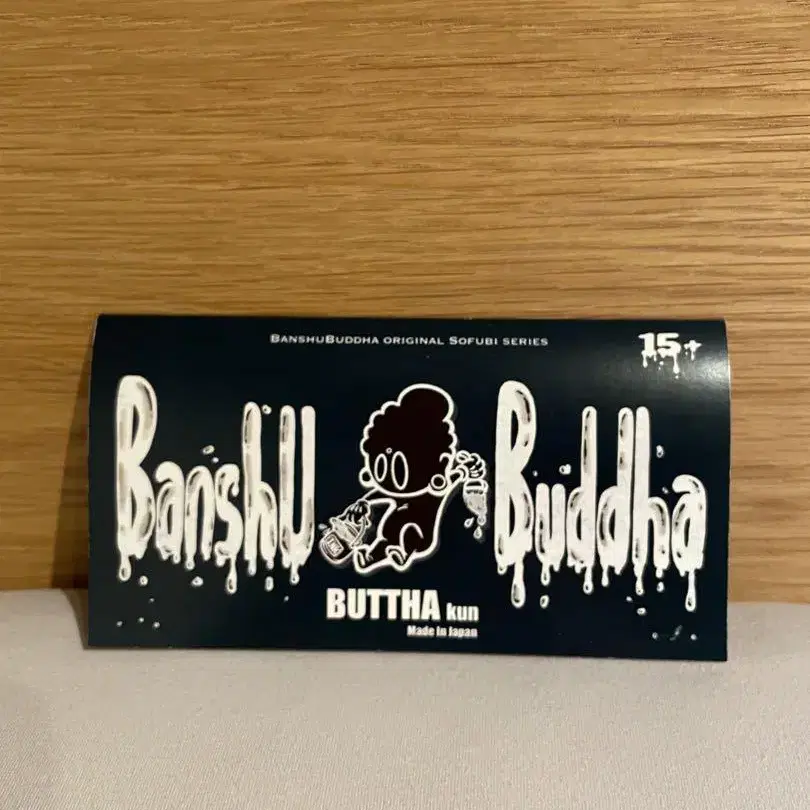 BanshuBuddha original Sofubi series
15+
Banshu Buddha
BUTTHA kun
Made In Japan